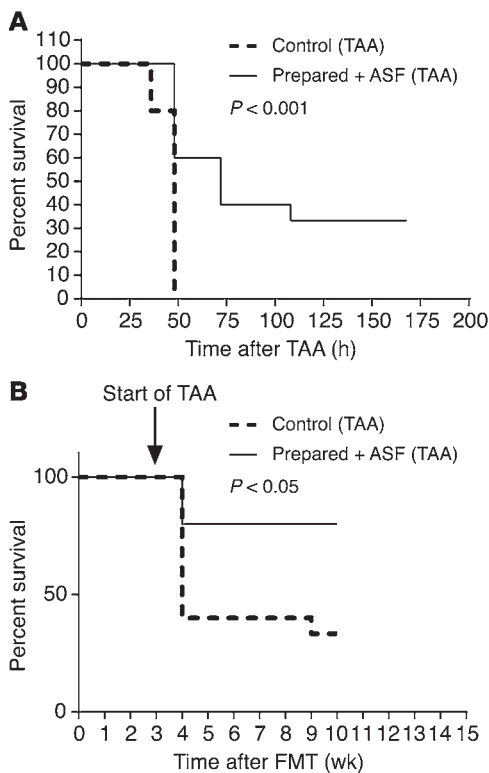 A
110
100
90
80
70
60
50
40
30
20
10
0
Percent survival
Control (TAA)
Prepared + ASF (TAA)
P < 0.001
0 25 50 75 100 125 150 175 200
Time after TAA (h)
B
Start of TAA
Control (TAA)
Prepared + ASF (TAA)
P < 0.05
100
50
0
Percent survival
0 1 2 3 4 5 6 7 8 9 10 11 12 13 14 15
Time after FMT (wk)